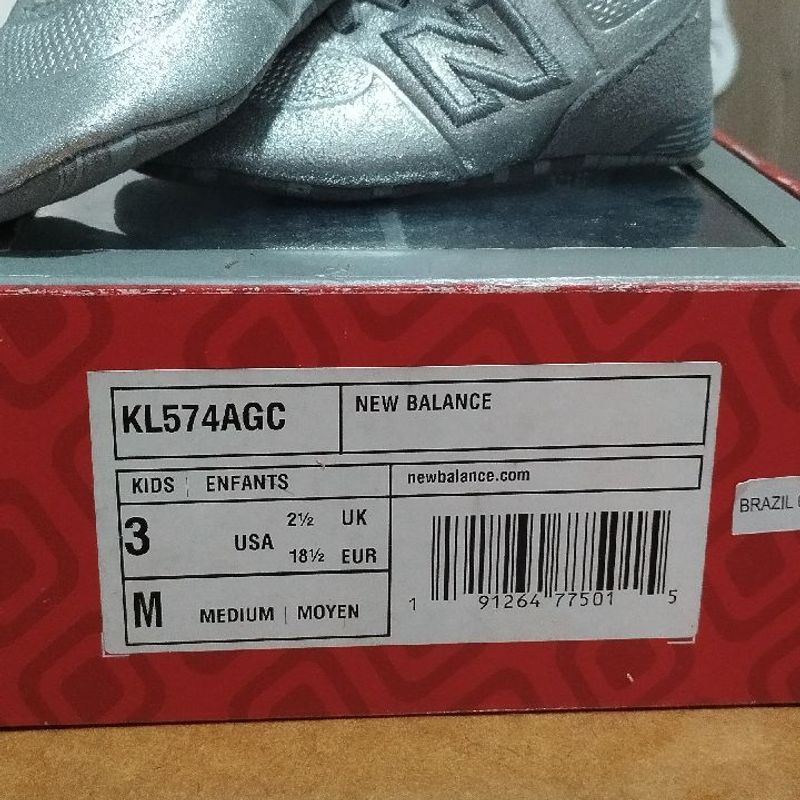 N
KL574AGC
NEW BALANCE
KIDS | ENFANTS
newbalance.com
3 USA 2½ UK
18½ EUR
M MEDIUM | MOYEN
1 91264 77501 5
BRAZIL